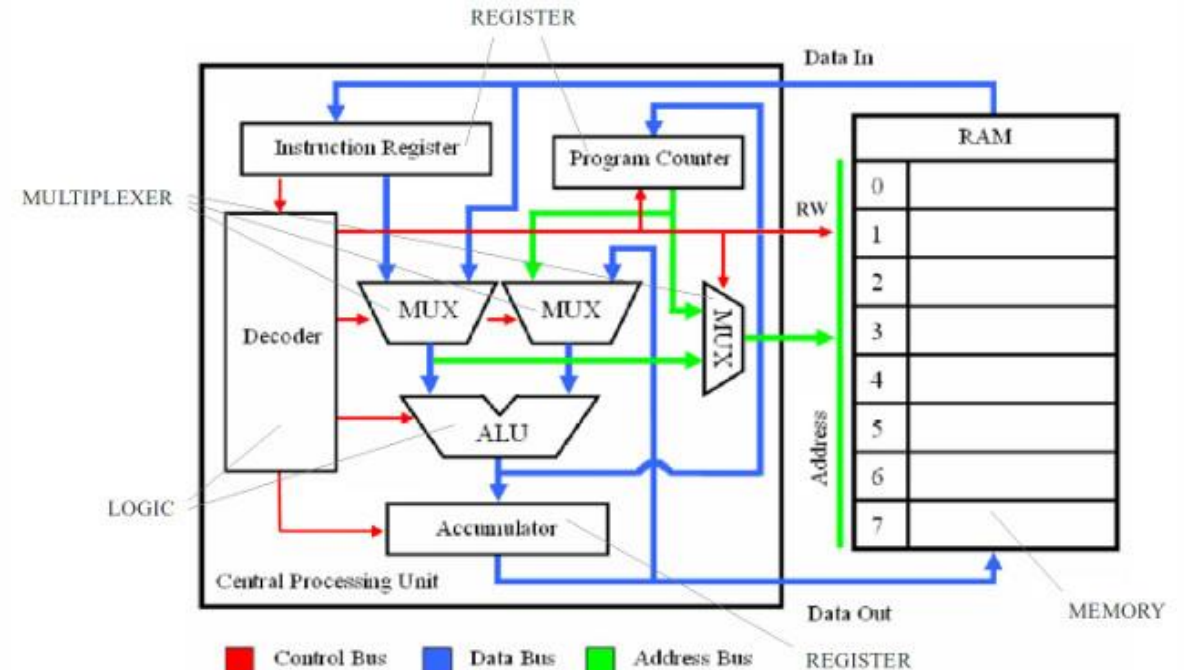 REGISTER
Data In
Instruction Register
Program Counter
RAM
MULTIPLEXER
0
RW
1
2
MUX
MUX
MUX
Decoder
3
4
ALU
Address
5
6
LOGIC
Accumulator
7
Central Processing Unit
Data Out
MEMORY
Control Bus
Data Bus
Address Bus
REGISTER